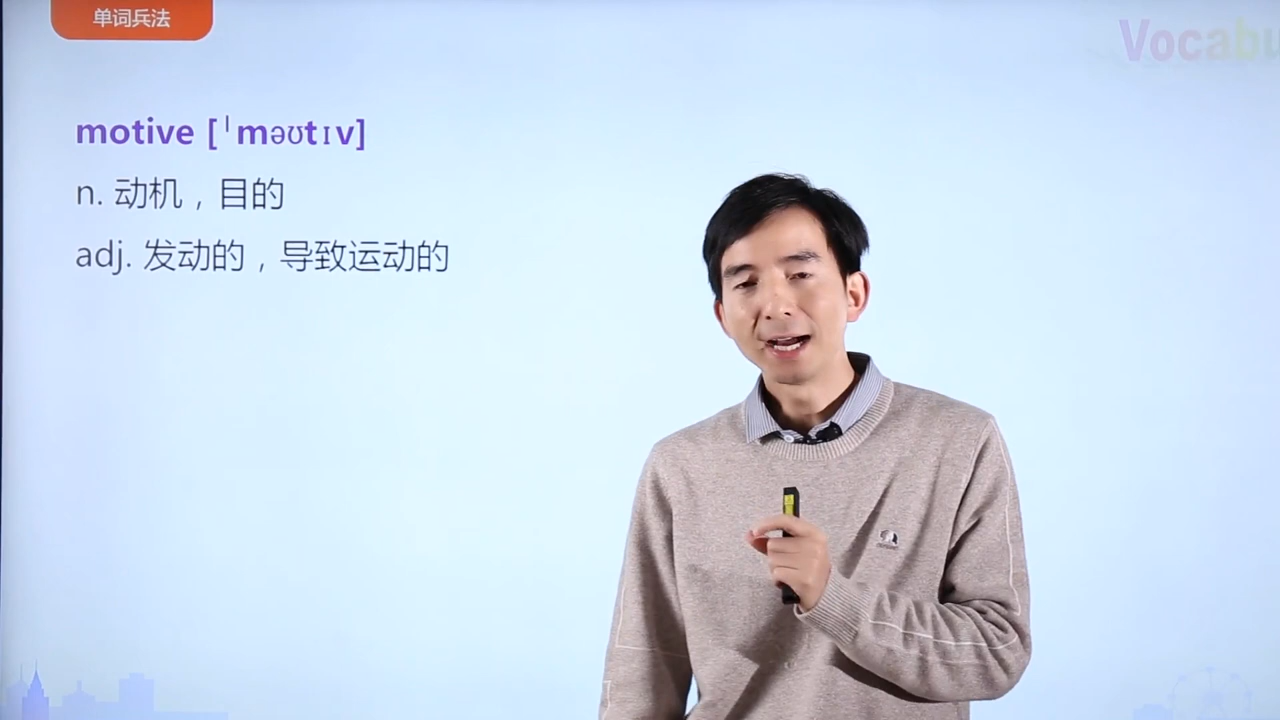 单词兵法
Vocabu
motive [ˈməʊtɪv]
n. 动机，目的
adj. 发动的，导致运动的